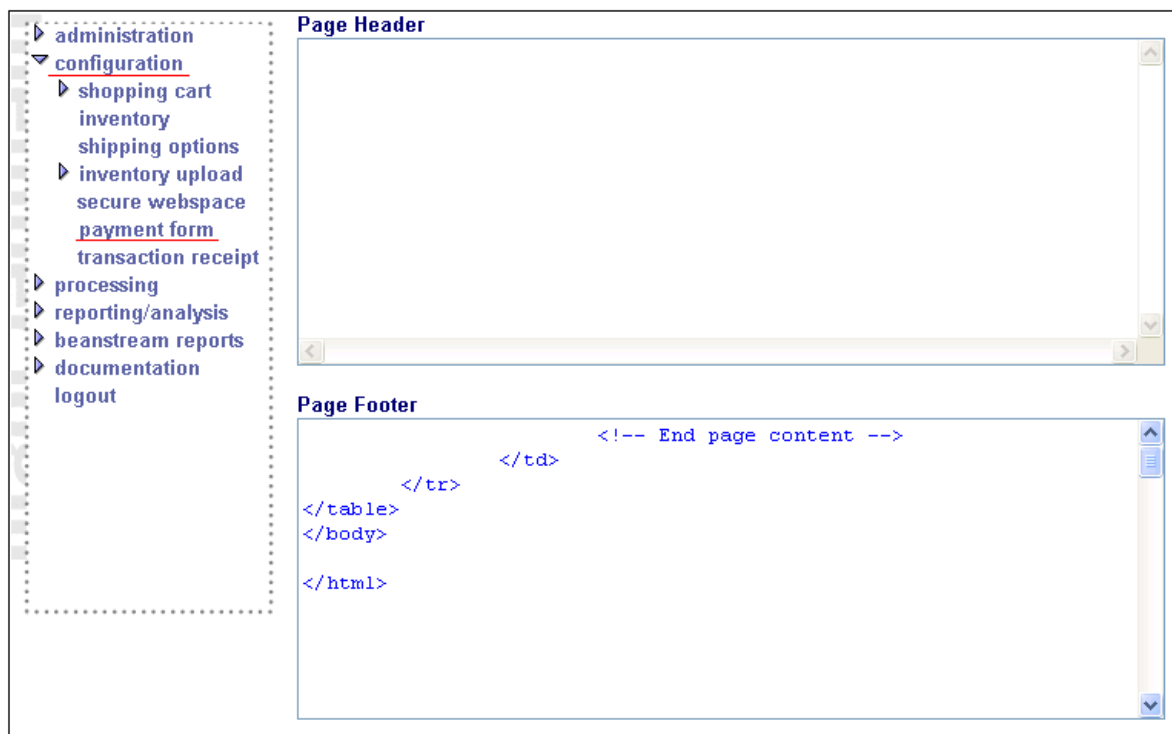 administration
configuration
shopping cart
inventory
shipping options
inventory upload
secure webspace
payment form
transaction receipt
processing
reporting/analysis
beanstream reports
documentation
logout
Page Header
Page Footer
<!-- End page content -->
</td>
</tr>
</table>
</body>
</html>